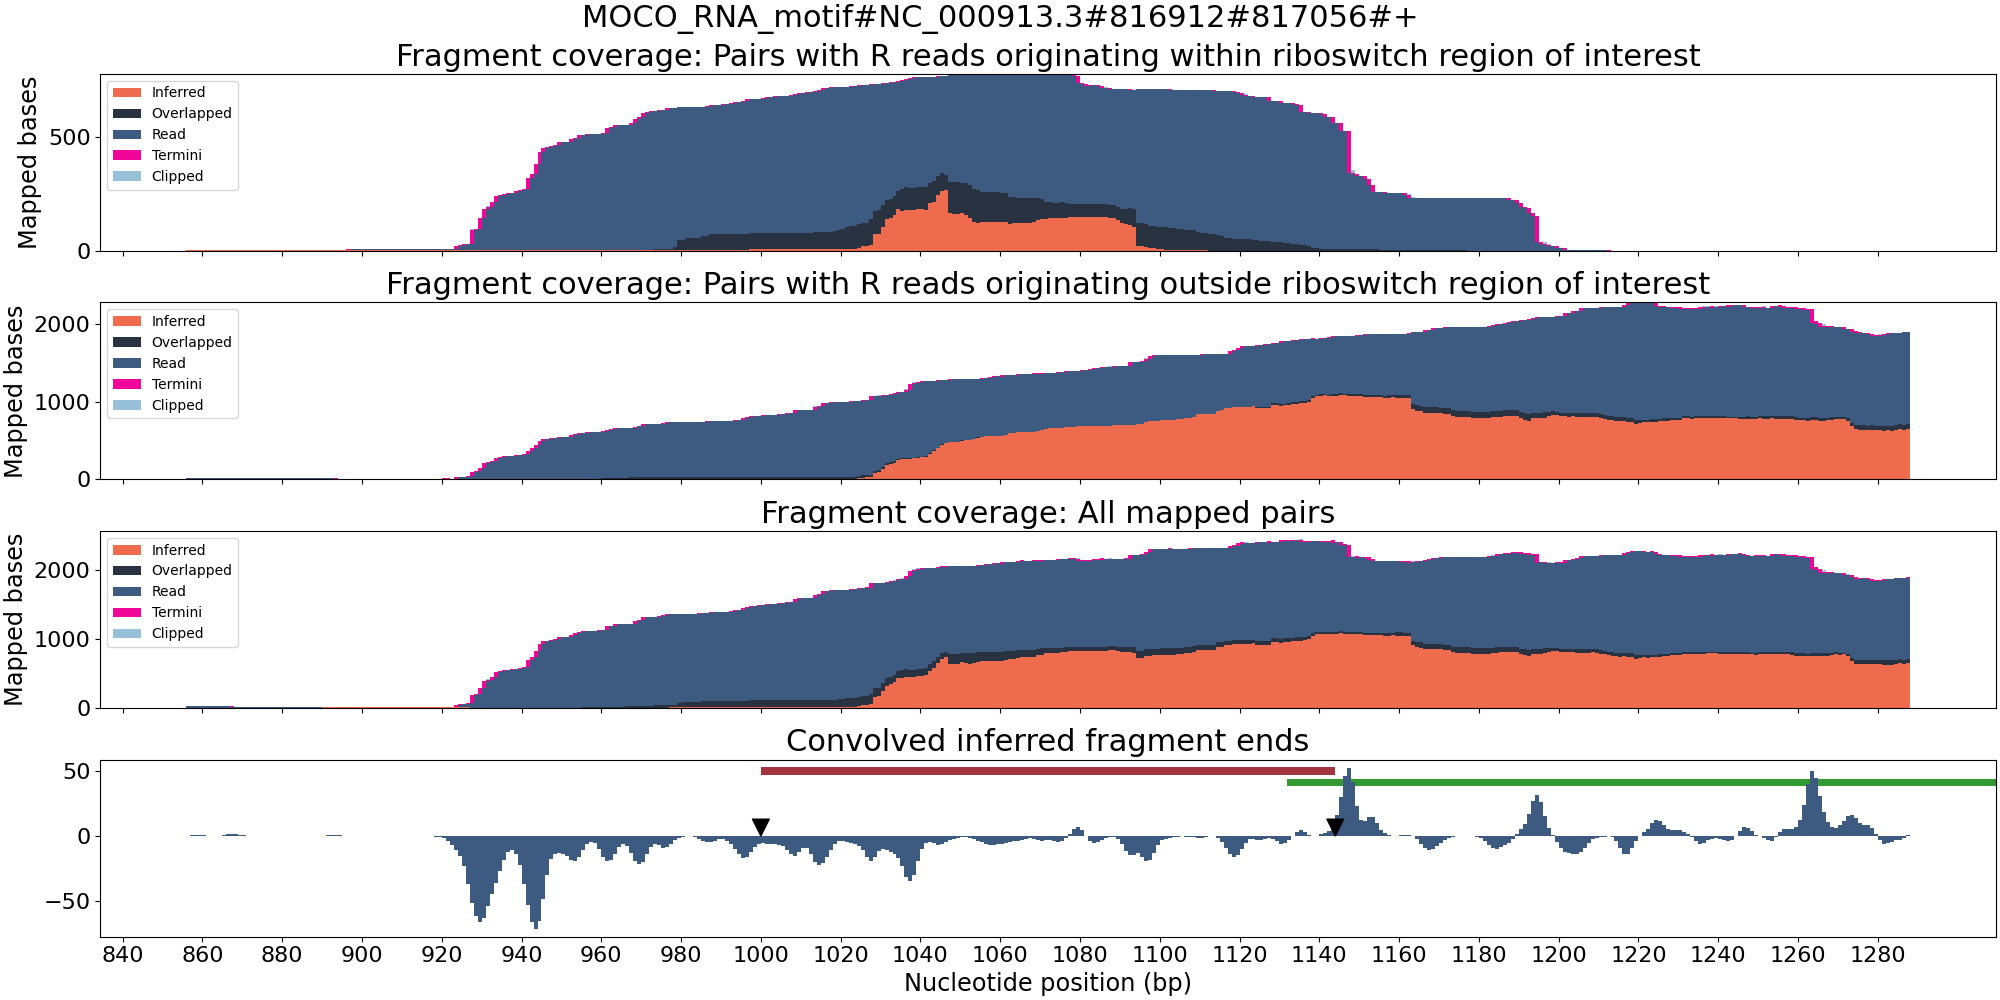 MOCO_RNA_motif#NC_000913.3#816912#817056#+
Fragment coverage: Pairs with R reads originating within riboswitch region of interest
Mapped bases
500
0
Inferred
Overlapped
Read
Termini
Clipped
Fragment coverage: Pairs with R reads originating outside riboswitch region of interest
Mapped bases
2000
1000
0
Inferred
Overlapped
Read
Termini
Clipped
Fragment coverage: All mapped pairs
Mapped bases
2000
1000
0
Inferred
Overlapped
Read
Termini
Clipped
Convolved inferred fragment ends
50
0
−50
840 860 880 900 920 940 960 980 1000 1020 1040 1060 1080 1100 1120 1140 1160 1180 1200 1220 1240 1260 1280
Nucleotide position (bp)